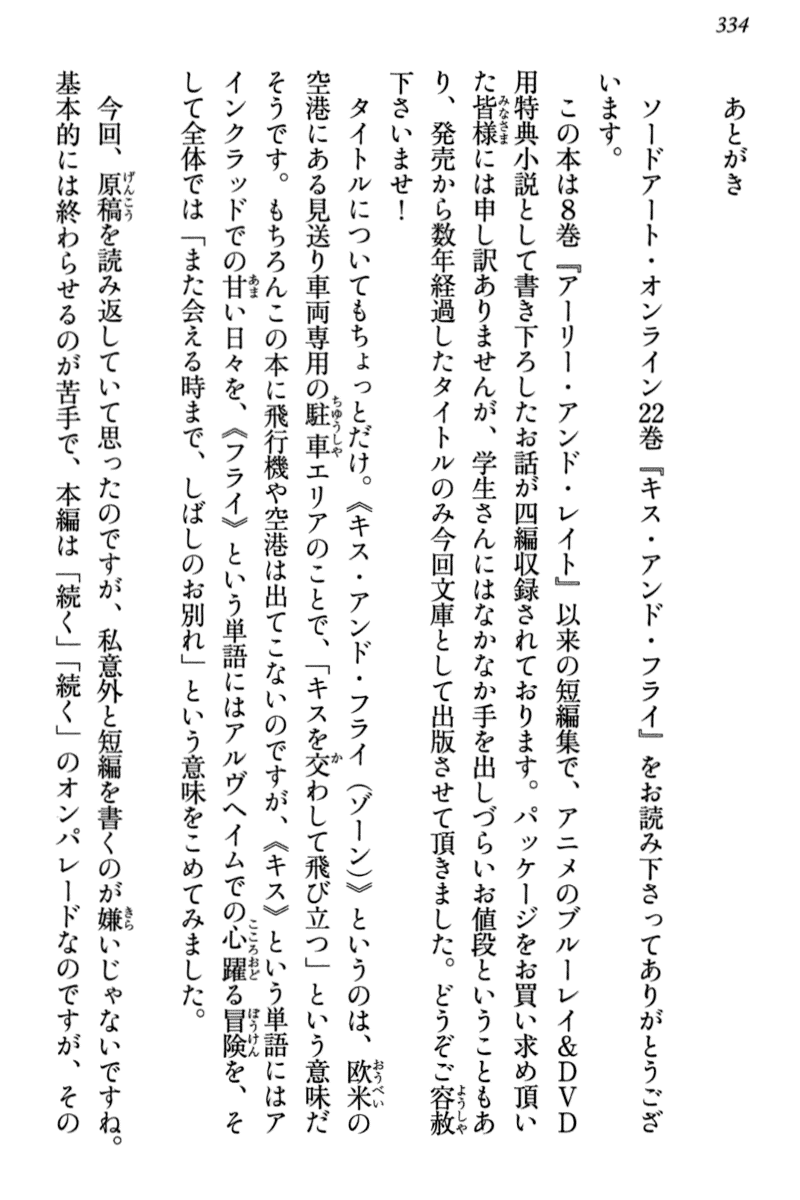 334
あとがき
ソードアート・オンライン22巻『キス・アンド・フライ』をお読み下さってありがとうござ
います。
この本は8巻『アーリー・アンド・レイト』以来の短編集で、アニメのブルーレイ&DVD
用特典小説として書き下ろしたお話が四編収録されております。パッケージをお買い求め頂い
た皆様には申し訳ありませんが、学生さんにはなかなか手を出しづらいお値段ということもあ
り、発売から数年経過したタイトルのみ今回文庫として出版させて頂きました。どうぞご容赦
下さいませ!
タイトルについてもちょっとだけ。《キス・アンド・フライ(ゾーン)》というのは、欧米の
空港にある見送り車両専用の駐車エリアのことで、「キスを交わして飛び立つ」という意味だ
そうです。もちろんこの本に飛行機や空港は出てこないのですが、《キス》という単語にはア
インクラッドでの甘い日々を、《フライ》という単語にはアルヴヘイムでの心躍る冒険を、そ
して全体では「また会える時まで、しばしのお別れ」という意味をこめてみました。
今回、原稿を読み返していて思ったのですが、私意外と短編を書くのが嫌いじゃないですね。
基本的には終わらせるのが苦手で、本編は「続く」「続く」のオンパレードなのですが、その